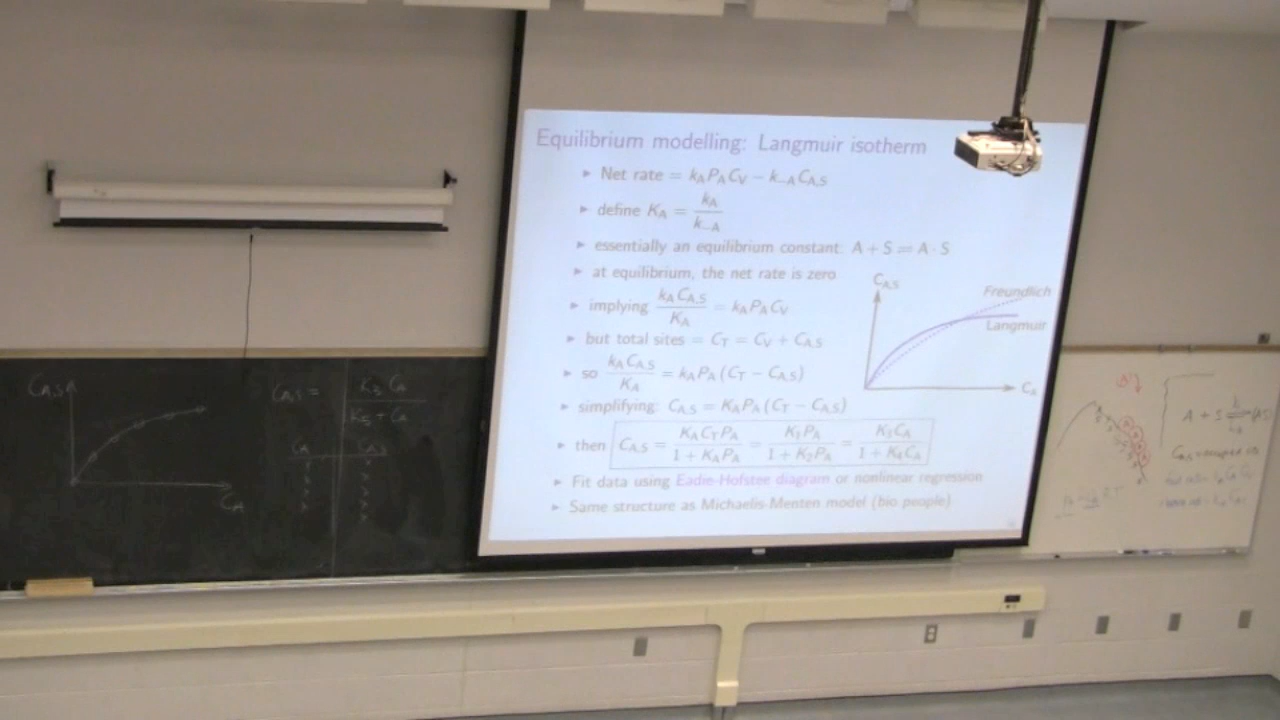 Equilibrium modelling: Langmuir isotherm
► Net rate = k_A P_A C_V − k_−A C_A,S
► define K_A = k_A / k_−A
► essentially an equilibrium constant: A + S ⇌ A · S
► at equilibrium, the net rate is zero
► implying k_A C_A,S / K_A = k_A P_A C_V
► but total sites = C_T = C_V + C_A,S
► so k_A C_A,S / K_A = k_A P_A (C_T − C_A,S)
► simplifying: C_A,S = K_A P_A (C_T − C_A,S)
► then C_A,S = K_A C_T P_A / 1 + K_A P_A = K_1 P_A / 1 + K_2 P_A = K_3 C_A / 1 + K_4 C_A
► Fit data using Eadie-Hofstee diagram or nonlinear regression
► Same structure as Michaelis-Menten model (bio people)
C_A,S
Freundlich
Langmuir
C_A
C_A,S
C_A
C_A,S =
C_A
A + S